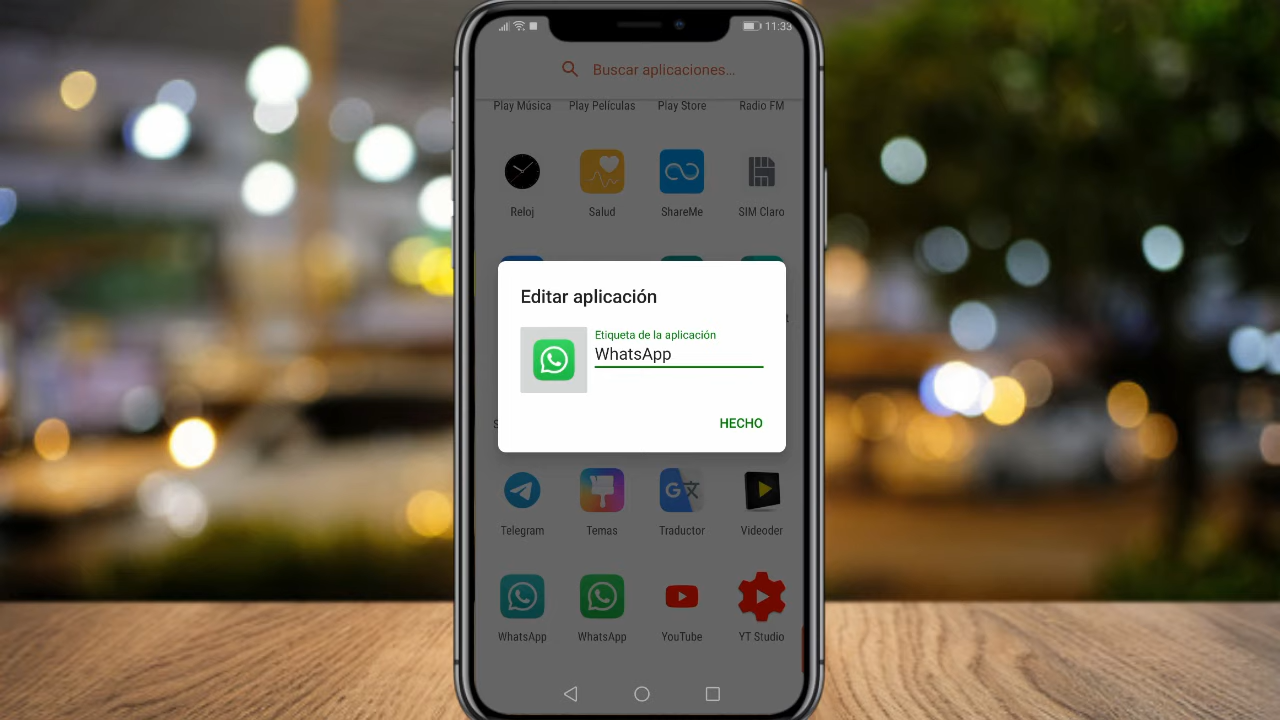 11:33
Buscar aplicaciones...
Play Música Play Películas Play Store Radio FM
Reloj Salud ShareMe SIM Claro
Editar aplicación
Etiqueta de la aplicación
WhatsApp
HECHO
Telegram Temas Traductor Videoder
WhatsApp WhatsApp YouTube YT Studio